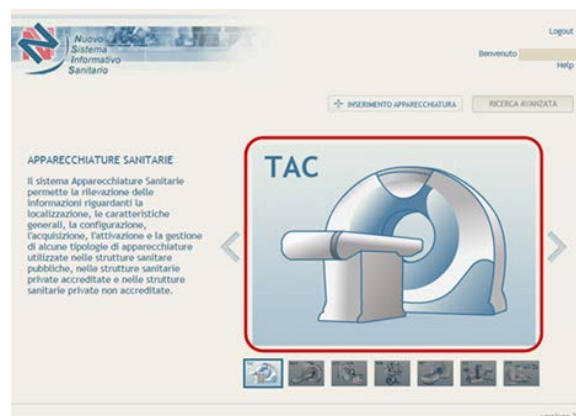 Nuovo
Sistema
Informativo
Sanitario
Logout
Benvenuto
Help
INSERIMENTO APPARECCHIATURA
RICERCA AVANZATA
APPARECCHIATURE SANITARIE
Il sistema Apparecchiature Sanitarie
permette la rilevazione delle
informazioni riguardanti la
localizzazione, le caratteristiche
generali, la configurazione,
l'acquisizione, l'attivazione e la gestione
di alcune tipologie di apparecchiature
utilizzate nelle strutture sanitare
pubbliche, nelle strutture sanitarie
private accreditate e nelle strutture
sanitarie private non accreditate.
TAC